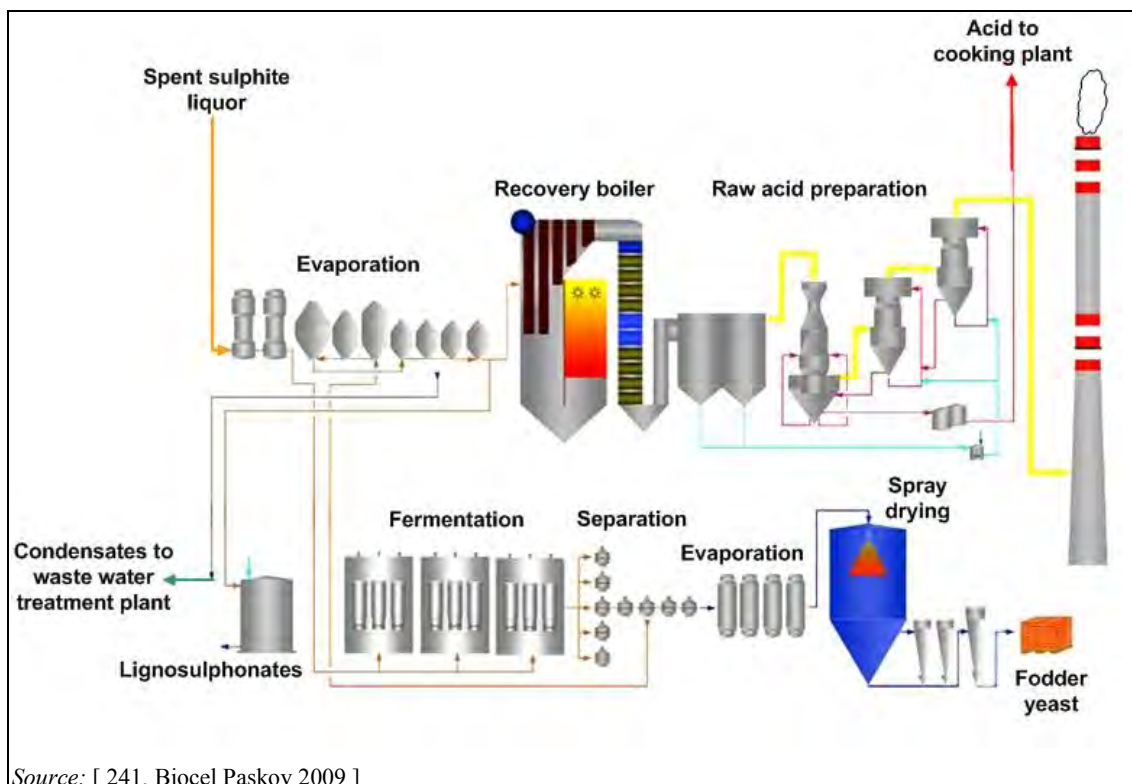 Acid to
cooking plant
Spent sulphite
liquor
Recovery boiler
Raw acid preparation
Evaporation
Spray
drying
Fermentation
Separation
Evaporation
Condensates to
waste water
treatment plant
Lignosulphonates
Fodder
yeast
Source: [ 241, Biocel Paskov 2009 ]